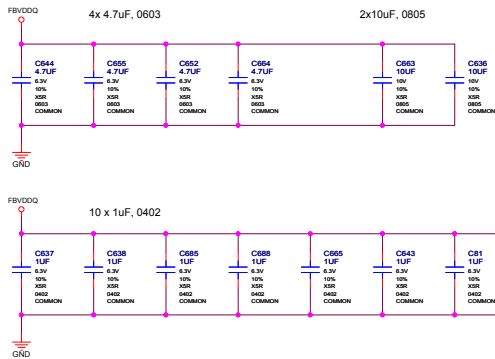 FBVDDQ
4x 4.7uF, 0603
2x10uF, 0805
C644 C655 C652 C664 C663 C636
4.7UF 4.7UF 4.7UF 4.7UF 10UF 10UF
6.3V 6.3V 6.3V 6.3V 10V 10V
10% 10% 10% 10% 10% 10%
X5R X5R X5R X5R X5R X5R
0603 0603 0603 0603 0805 0805
COMMON COMMON COMMON COMMON COMMON COMMON
GND
FBVDDQ
10 x 1uF, 0402
C637 C638 C685 C688 C665 C643 C81
1UF 1UF 1UF 1UF 1UF 1UF 1UF
6.3V 6.3V 6.3V 6.3V 6.3V 6.3V 6.3V
10% 10% 10% 10% 10% 10% 10%
X5R X5R X5R X5R X5R X5R X5R
0402 0402 0402 0402 0402 0402 0402
COMMON COMMON COMMON COMMON COMMON COMMON COMMON
GND